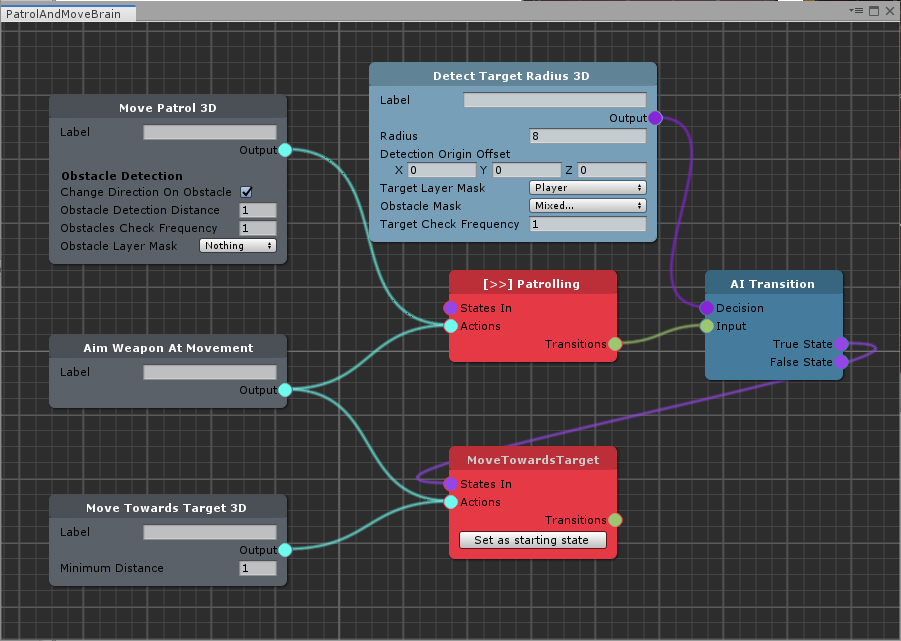 PatrolAndMoveBrain
Detect Target Radius 3D
Label
Output
Radius 8
Detection Origin Offset
X 0 Y 0 Z 0
Target Layer Mask Player
Obstacle Mask Mixed...
Target Check Frequency 1
Move Patrol 3D
Label
Output
Obstacle Detection
Change Direction On Obstacle
Obstacle Detection Distance 1
Obstacles Check Frequency 1
Obstacle Layer Mask Nothing
[>>] Patrolling
States In
Actions
Transitions
AI Transition
Decision
Input
True State
False State
Aim Weapon At Movement
Label
Output
MoveTowardsTarget
States In
Actions
Transitions
Set as starting state
Move Towards Target 3D
Label
Output
Minimum Distance 1